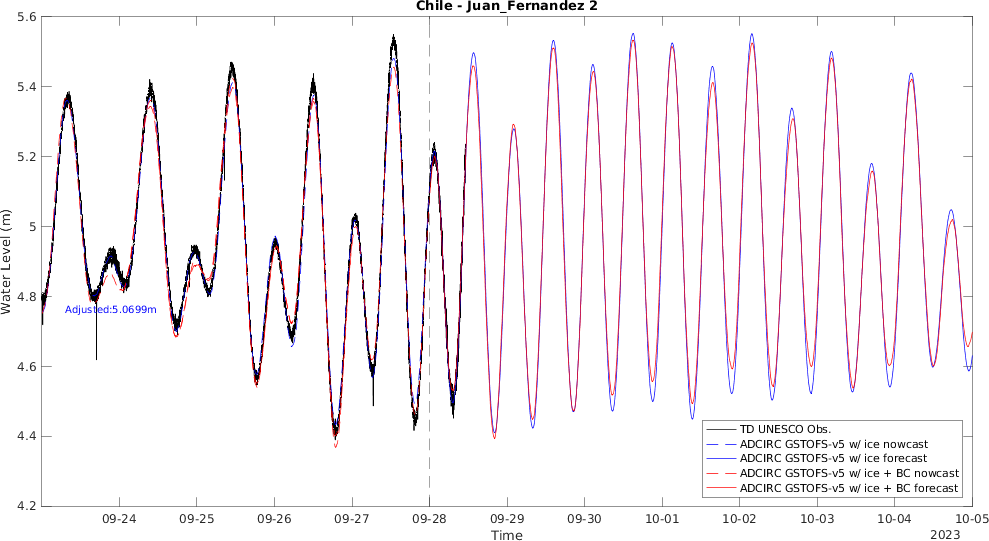 Chile - Juan_Fernandez 2
Water Level (m)
5.6
5.4
5.2
5
4.8
4.6
4.4
4.2
Adjusted:5.0699m
TD UNESCO Obs.
ADCIRC GSTOFS-v5 w/ ice nowcast
ADCIRC GSTOFS-v5 w/ ice forecast
ADCIRC GSTOFS-v5 w/ ice + BC nowcast
ADCIRC GSTOFS-v5 w/ ice + BC forecast
09-24 09-25 09-26 09-27 09-28 09-29 09-30 10-01 10-02 10-03 10-04 10-05
Time
2023